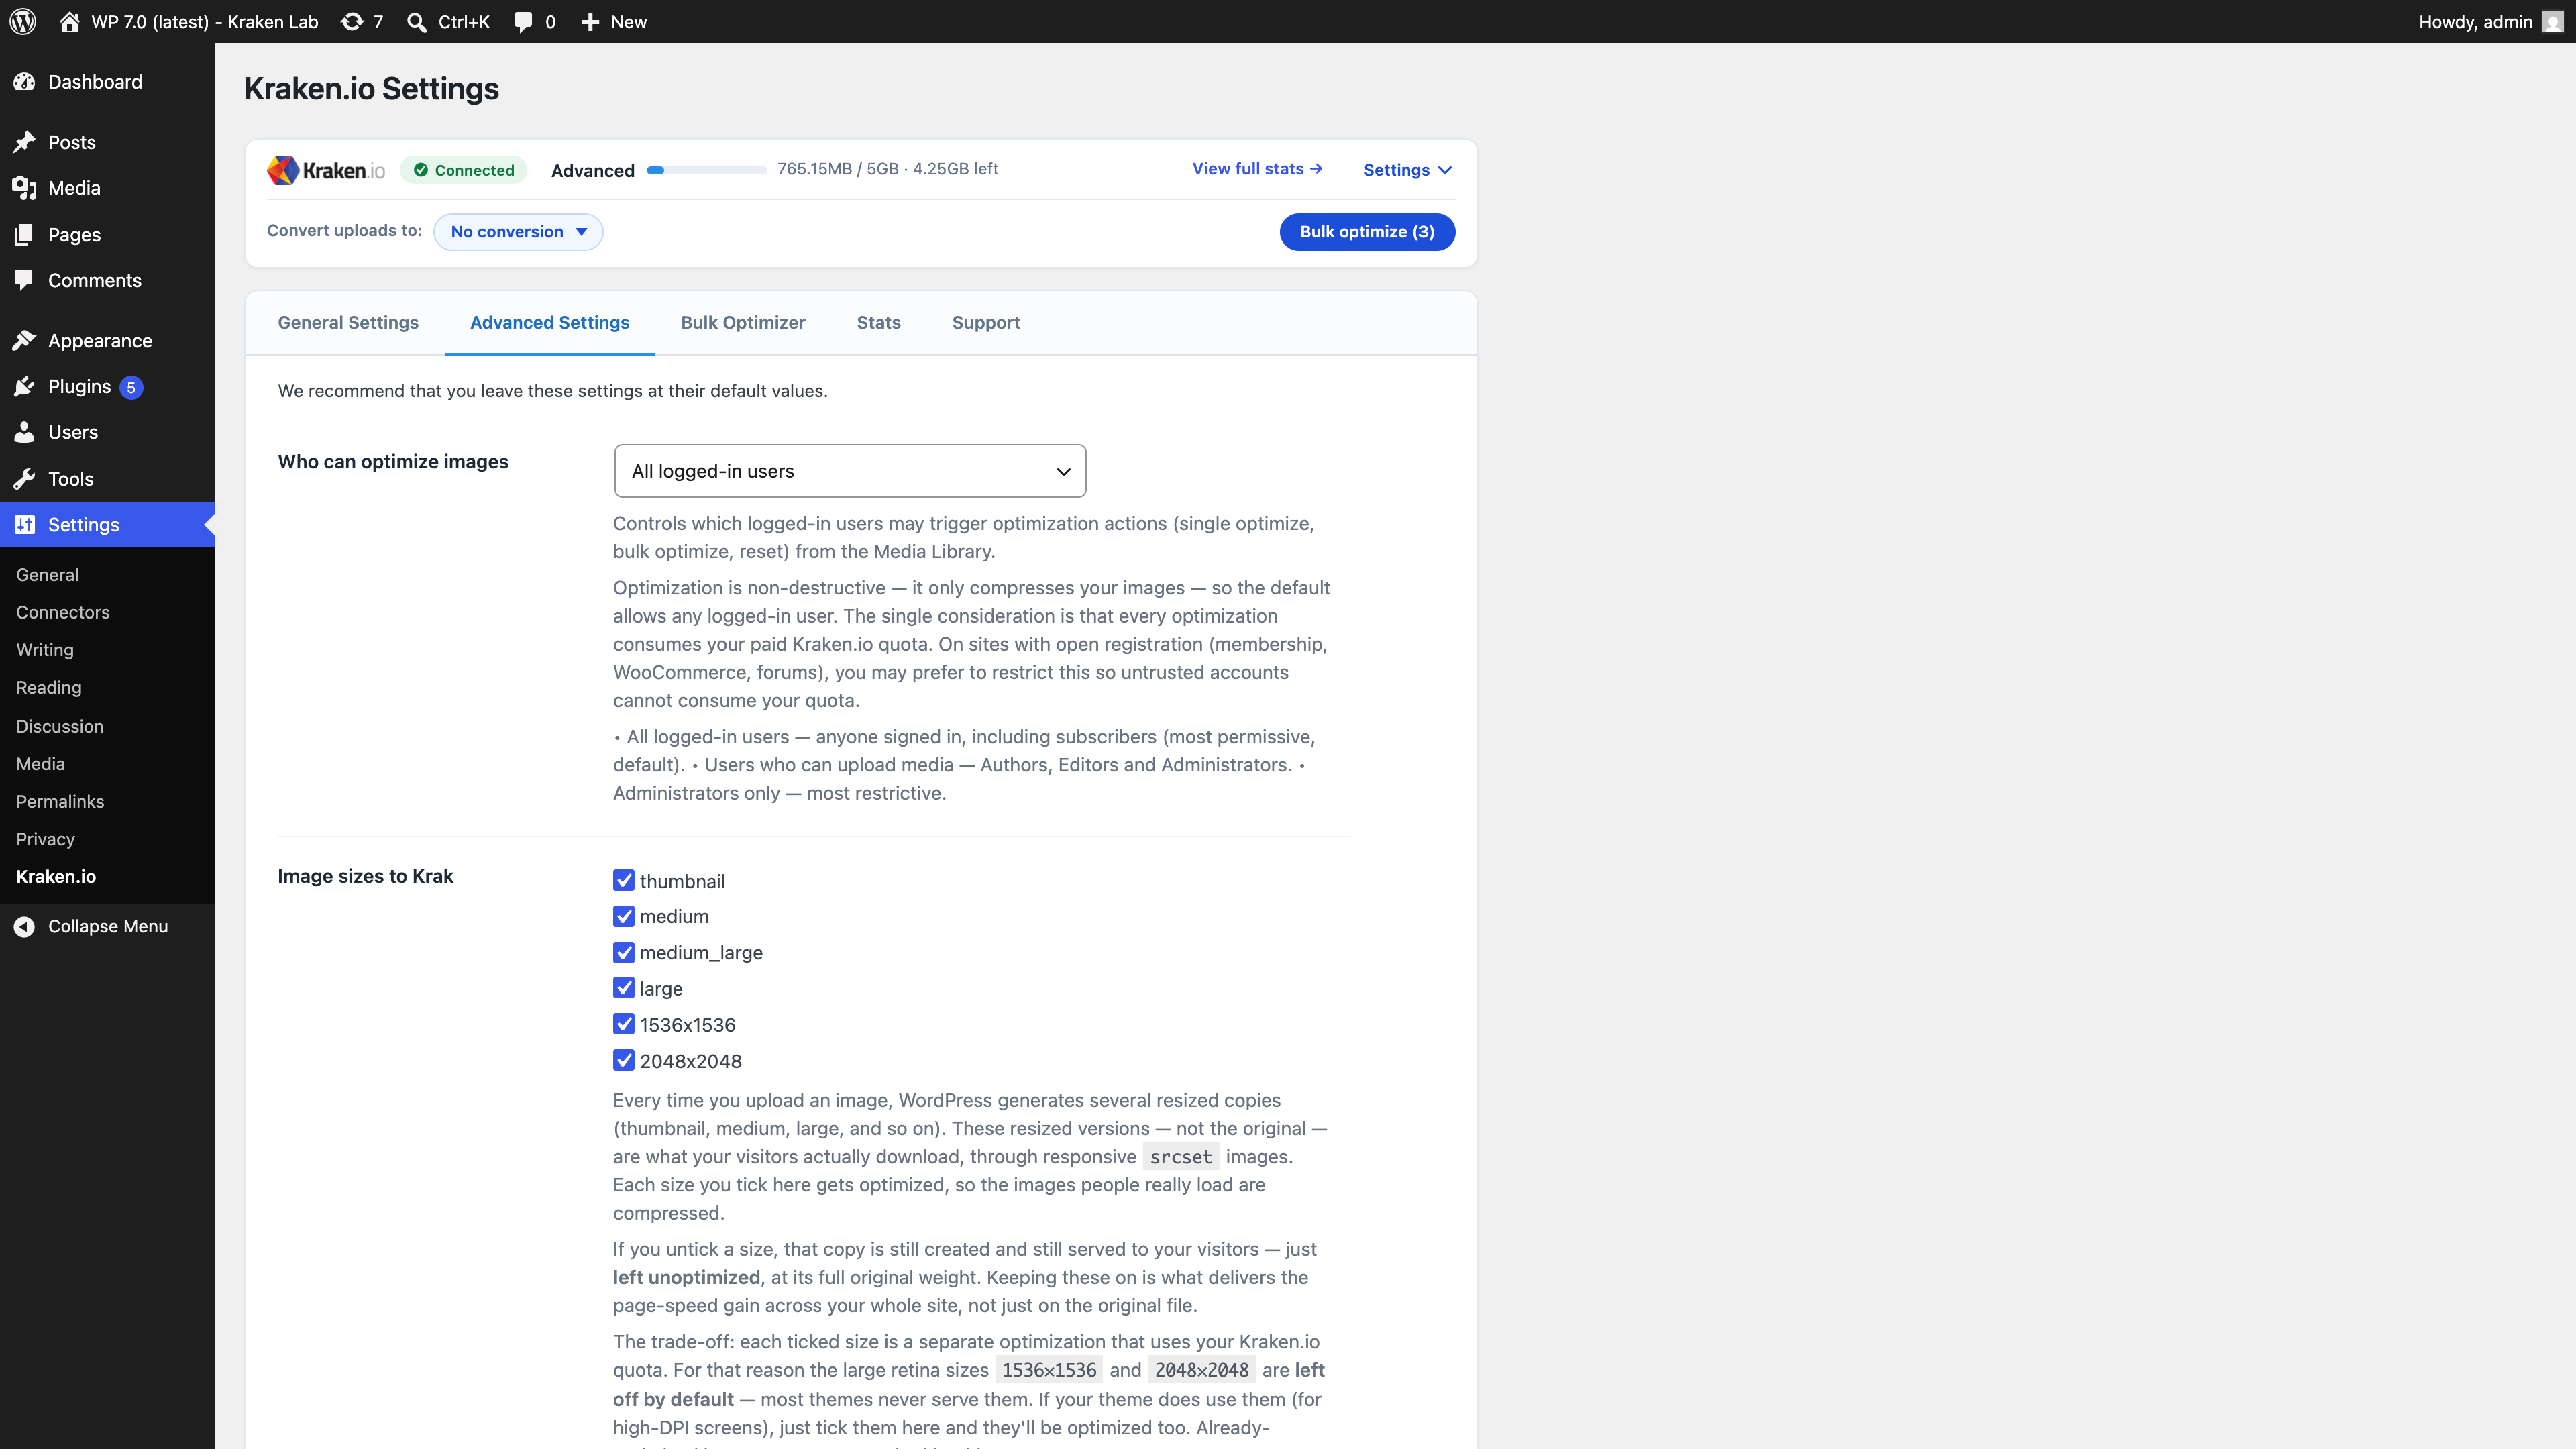 WP 7.0 (latest) - Kraken Lab 7 Ctrl+K 0 New Howdy, admin
Dashboard
Posts
Media
Pages
Comments
Appearance
Plugins 5
Users
Tools
Settings
General
Connectors
Writing
Reading
Discussion
Media
Permalinks
Privacy
Kraken.io
Collapse Menu
Kraken.io Settings
Kraken.io Connected Advanced 765.15MB / 5GB · 4.25GB left View full stats → Settings
Convert uploads to: No conversion ▼ Bulk optimize (3)
General Settings Advanced Settings Bulk Optimizer Stats Support
We recommend that you leave these settings at their default values.
Who can optimize images
All logged-in users
Controls which logged-in users may trigger optimization actions (single optimize,
bulk optimize, reset) from the Media Library.
Optimization is non-destructive — it only compresses your images — so the default
allows any logged-in user. The single consideration is that every optimization
consumes your paid Kraken.io quota. On sites with open registration (membership,
WooCommerce, forums), you may prefer to restrict this so untrusted accounts
cannot consume your quota.
• All logged-in users — anyone signed in, including subscribers (most permissive,
default). • Users who can upload media — Authors, Editors and Administrators. •
Administrators only — most restrictive.
Image sizes to Krak
thumbnail
medium
medium_large
large
1536x1536
2048x2048
Every time you upload an image, WordPress generates several resized copies
(thumbnail, medium, large, and so on). These resized versions — not the original —
are what your visitors actually download, through responsive srcset images.
Each size you tick here gets optimized, so the images people really load are
compressed.
If you untick a size, that copy is still created and still served to your visitors — just
left unoptimized, at its full original weight. Keeping these on is what delivers the
page-speed gain across your whole site, not just on the original file.
The trade-off: each ticked size is a separate optimization that uses your Kraken.io
quota. For that reason the large retina sizes 1536×1536 and 2048×2048 are left
off by default — most themes never serve them. If your theme does use them (for
high-DPI screens), just tick them here and they'll be optimized too. Already-